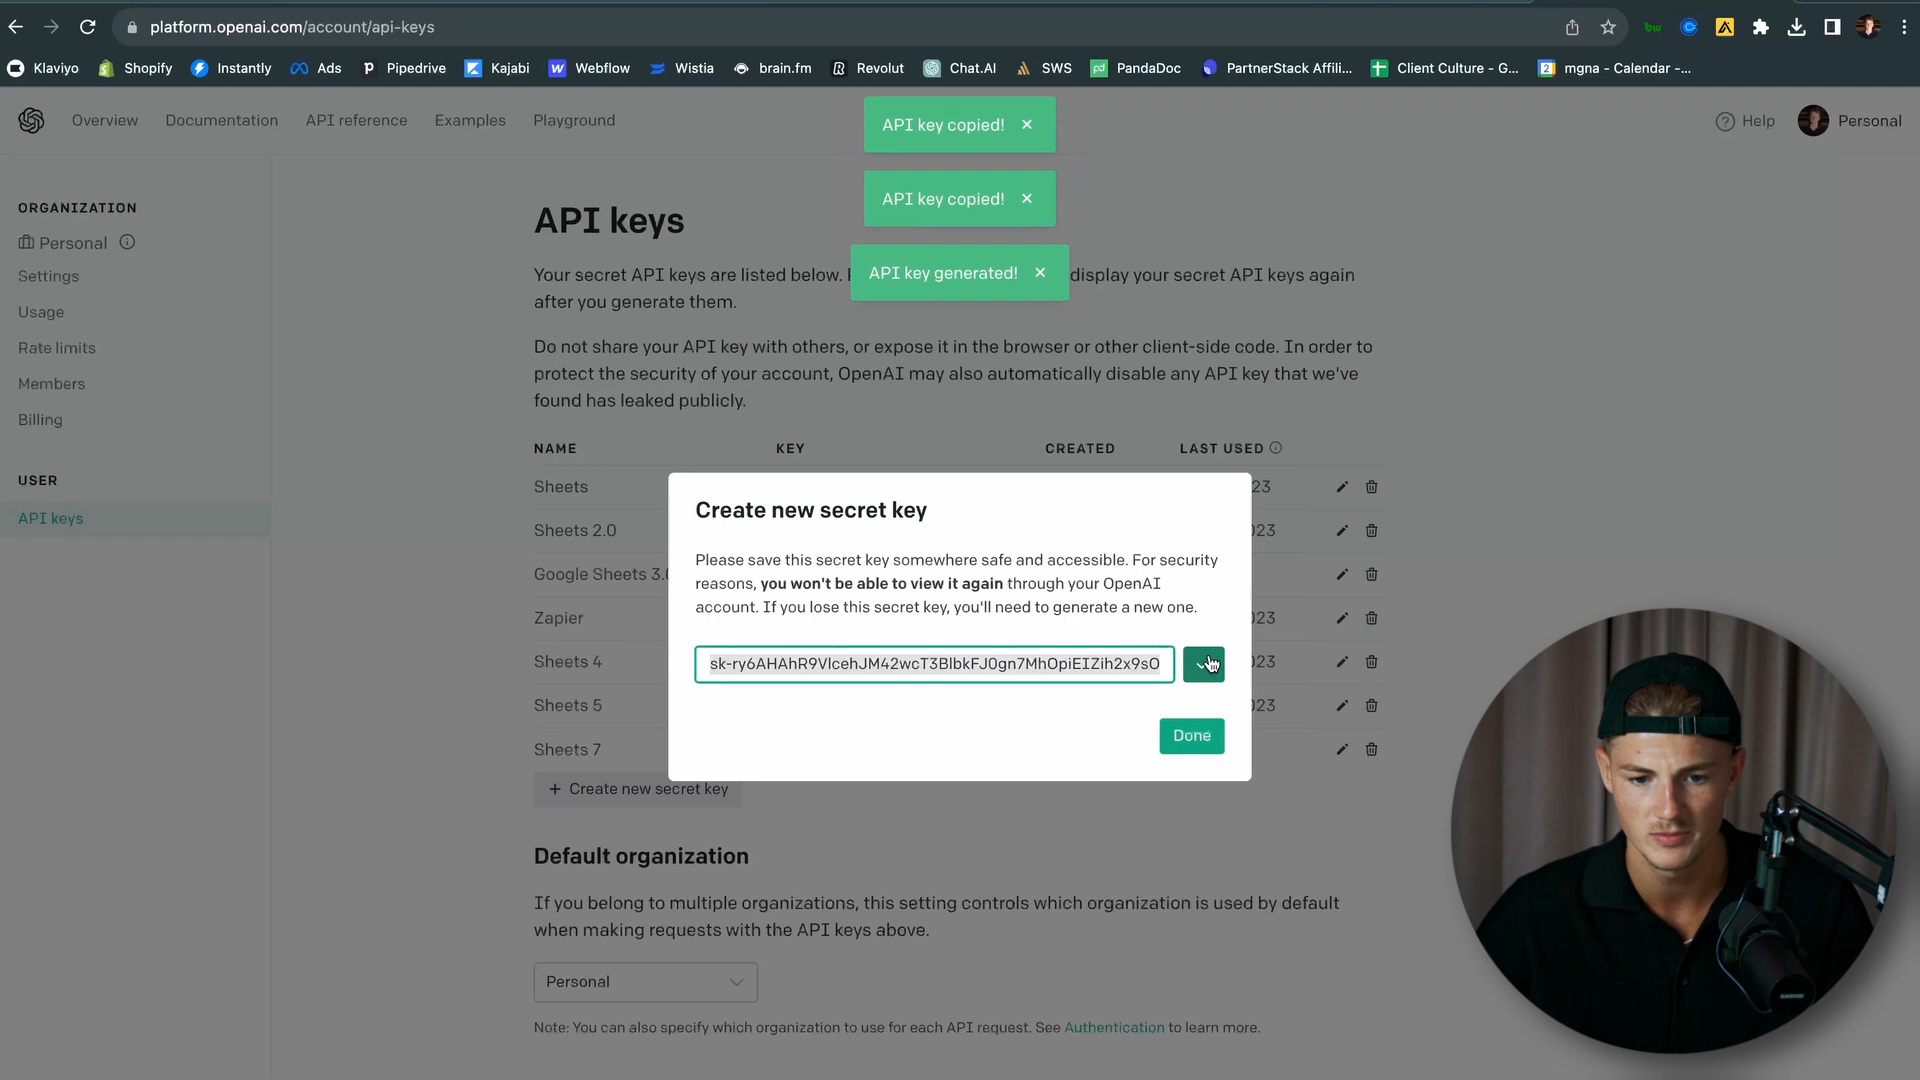 platform.openai.com/account/api-keys
Klaviyo Shopify Instantly Ads Pipedrive Kajabi Webflow Wistia brain.fm Revolut Chat.AI SWS PandaDoc PartnerStack Affili... Client Culture - G... mgna - Calendar -...
Overview Documentation API reference Examples Playground Help Personal
API key copied!
API key copied!
API key generated!
ORGANIZATION
Personal
Settings
Usage
Rate limits
Members
Billing
USER
API keys
API keys
Your secret API keys are listed below. display your secret API keys again
after you generate them.
Do not share your API key with others, or expose it in the browser or other client-side code. In order to
protect the security of your account, OpenAI may also automatically disable any API key that we've
found has leaked publicly.
NAME KEY CREATED LAST USED
Sheets 23
Sheets 2.0 023
Google Sheets 3.0
Zapier 023
Sheets 4 023
Sheets 5 023
Sheets 7
Create new secret key
Please save this secret key somewhere safe and accessible. For security
reasons, you won't be able to view it again through your OpenAI
account. If you lose this secret key, you'll need to generate a new one.
Done
+ Create new secret key
Default organization
If you belong to multiple organizations, this setting controls which organization is used by default
when making requests with the API keys above.
Personal
Note: You can also specify which organization to use for each API request. See Authentication to learn more.